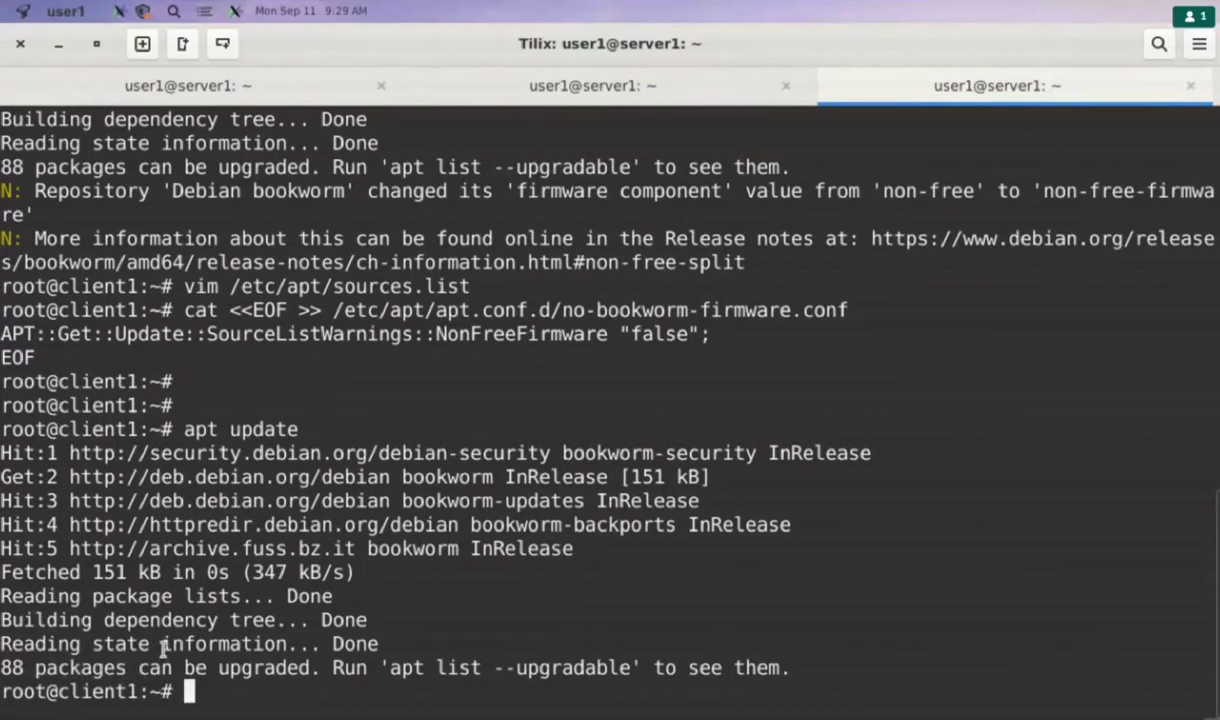 user1 Mon Sep 11 9:29 AM
1
Tilix: user1@server1: ~
user1@server1: ~ user1@server1: ~ user1@server1: ~
Building dependency tree... Done
Reading state information... Done
88 packages can be upgraded. Run 'apt list --upgradable' to see them.
N: Repository 'Debian bookworm' changed its 'firmware component' value from 'non-free' to 'non-free-firmwa
re'
N: More information about this can be found online in the Release notes at: https://www.debian.org/release
s/bookworm/amd64/release-notes/ch-information.html#non-free-split
root@client1:~# vim /etc/apt/sources.list
root@client1:~# cat <<EOF >> /etc/apt/apt.conf.d/no-bookworm-firmware.conf
APT::Get::Update::SourceListWarnings::NonFreeFirmware "false";
EOF
root@client1:~#
root@client1:~#
root@client1:~# apt update
Hit:1 http://security.debian.org/debian-security bookworm-security InRelease
Get:2 http://deb.debian.org/debian bookworm InRelease [151 kB]
Hit:3 http://deb.debian.org/debian bookworm-updates InRelease
Hit:4 http://httpredir.debian.org/debian bookworm-backports InRelease
Hit:5 http://archive.fuss.bz.it bookworm InRelease
Fetched 151 kB in 0s (347 kB/s)
Reading package lists... Done
Building dependency tree... Done
Reading state information... Done
88 packages can be upgraded. Run 'apt list --upgradable' to see them.
root@client1:~#